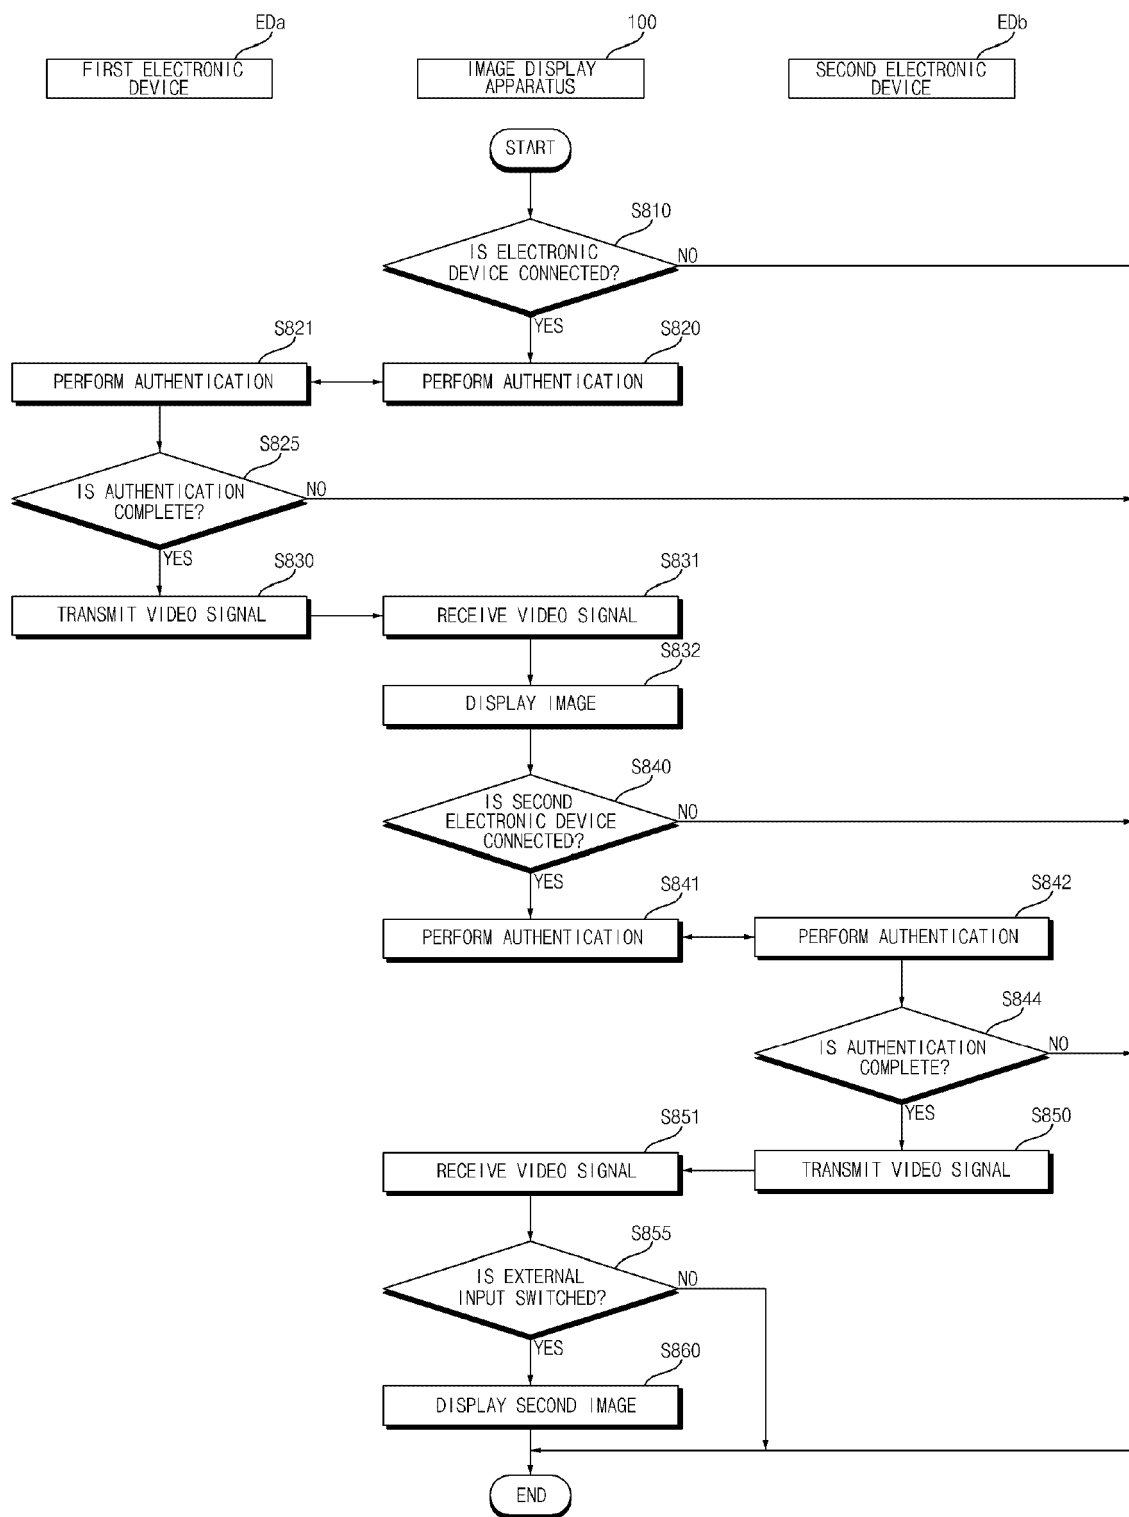 EDa
100
EDb
FIRST ELECTRONIC
DEVICE
IMAGE DISPLAY
APPARATUS
SECOND ELECTRONIC
DEVICE
START
S810
IS ELECTRONIC
DEVICE CONNECTED?
NO
YES
S821
S820
PERFORM AUTHENTICATION
PERFORM AUTHENTICATION
S825
IS AUTHENTICATION
COMPLETE?
NO
YES
S830
S831
TRANSMIT VIDEO SIGNAL
RECEIVE VIDEO SIGNAL
S832
DISPLAY IMAGE
S840
IS SECOND
ELECTRONIC DEVICE
CONNECTED?
NO
YES
S841
S842
PERFORM AUTHENTICATION
PERFORM AUTHENTICATION
S844
IS AUTHENTICATION
COMPLETE?
NO
YES
S851
S850
RECEIVE VIDEO SIGNAL
TRANSMIT VIDEO SIGNAL
S855
IS EXTERNAL
INPUT SWITCHED?
NO
YES
S860
DISPLAY SECOND IMAGE
END